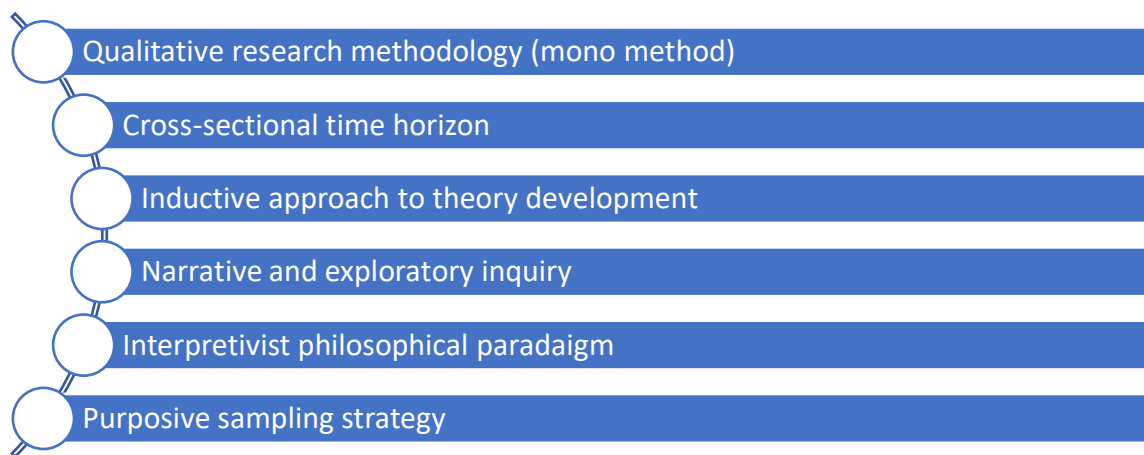 Qualitative research methodology (mono method)
Cross-sectional time horizon
Inductive approach to theory development
Narrative and exploratory inquiry
Interpretivist philosophical paradaigm
Purposive sampling strategy